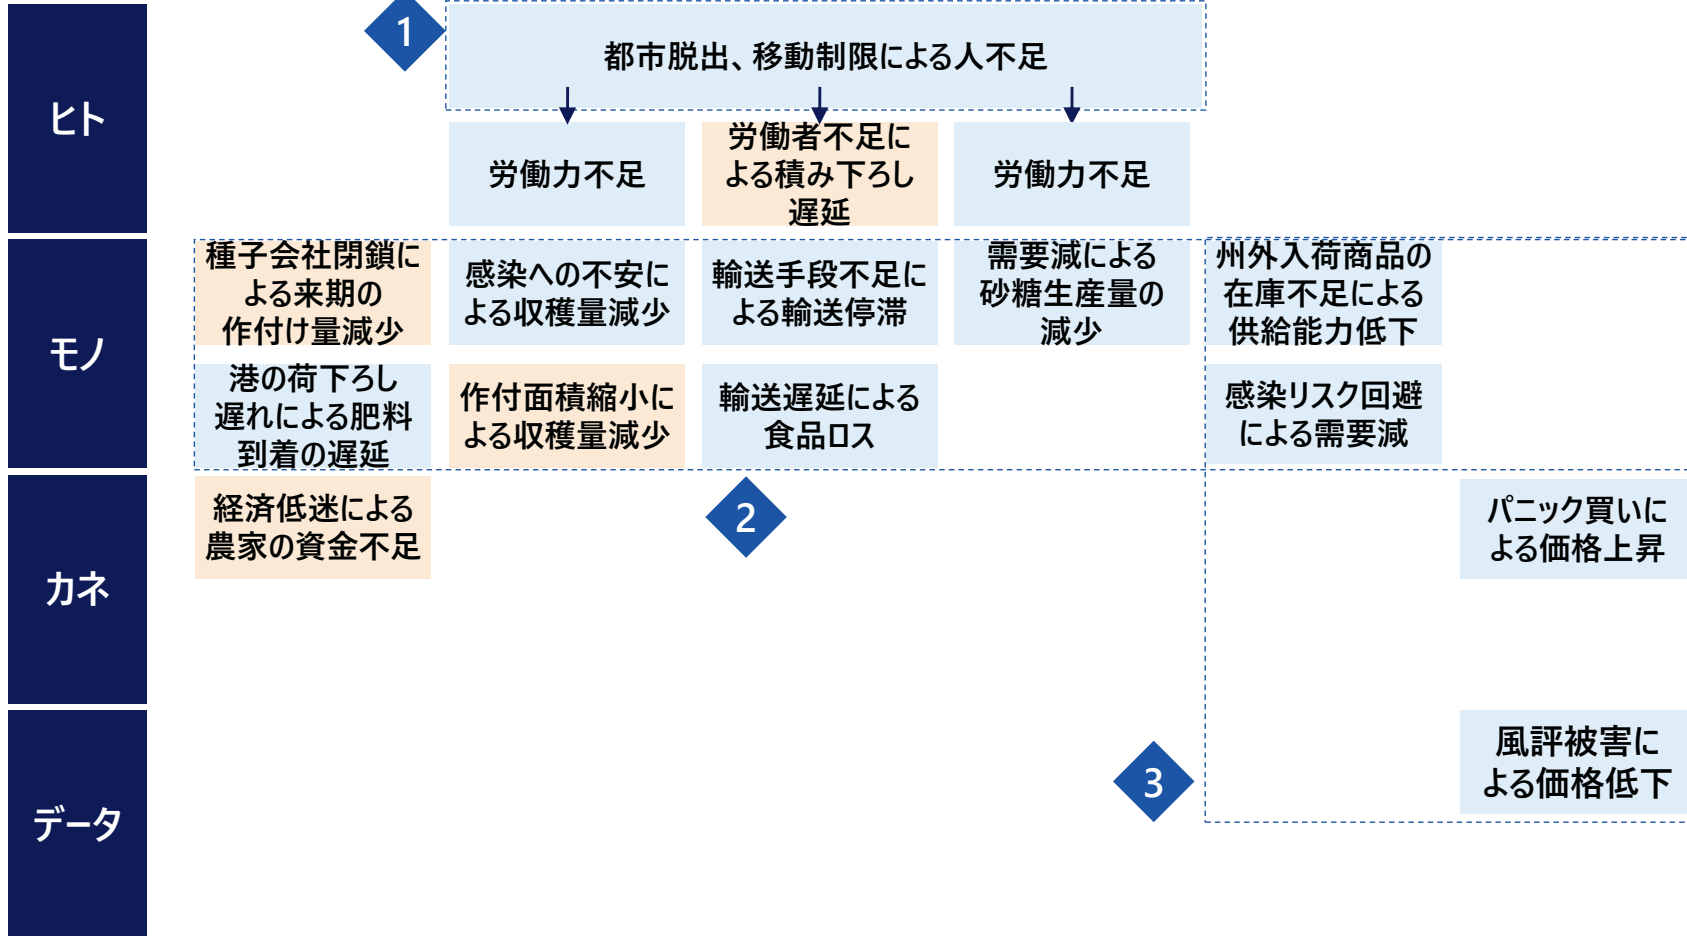 1
都市脱出、移動制限による人不足
ヒト
労働力不足
労働者不足に
よる積み下ろし
遅延
労働力不足
モノ
種子会社閉鎖に
よる来期の
作付け量減少
感染への不安に
よる収穫量減少
輸送手段不足に
よる輸送停滞
需要減による
砂糖生産量の
減少
州外入荷商品の
在庫不足による
供給能力低下
港の荷下ろし
遅れによる肥料
到着の遅延
作付面積縮小に
よる収穫量減少
輸送遅延による
食品ロス
感染リスク回避
による需要減
カネ
経済低迷による
農家の資金不足
2
パニック買いに
よる価格上昇
データ
3
風評被害に
よる価格低下